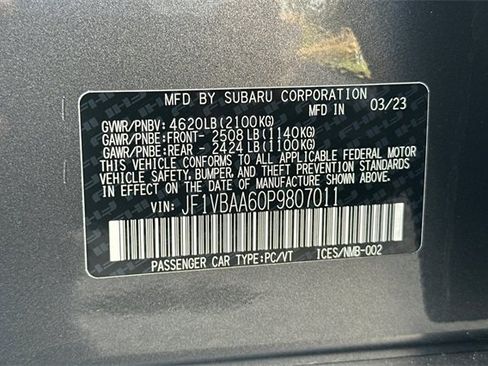 MFD BY SUBARU CORPORATION
MFD IN 03/23
GVWR/PNBV: 4620LB(2100KG)
GAWR/PNBE:FRONT- 2508 LB(1140KG)
GAWR/PNBE:REAR - 2424 LB(1100KG)
THIS VEHICLE CONFORMS TO ALL APPLICABLE FEDERAL MOTOR
VEHICLE SAFETY, BUMPER, AND THEFT PREVENTION STANDARDS
IN EFFECT ON THE DATE OF MANUFACTURE SHOWN ABOVE.
VIN: JF1VBAA60P9807011
PASSENGER CAR TYPE:PC/VT ICES/NMB-002